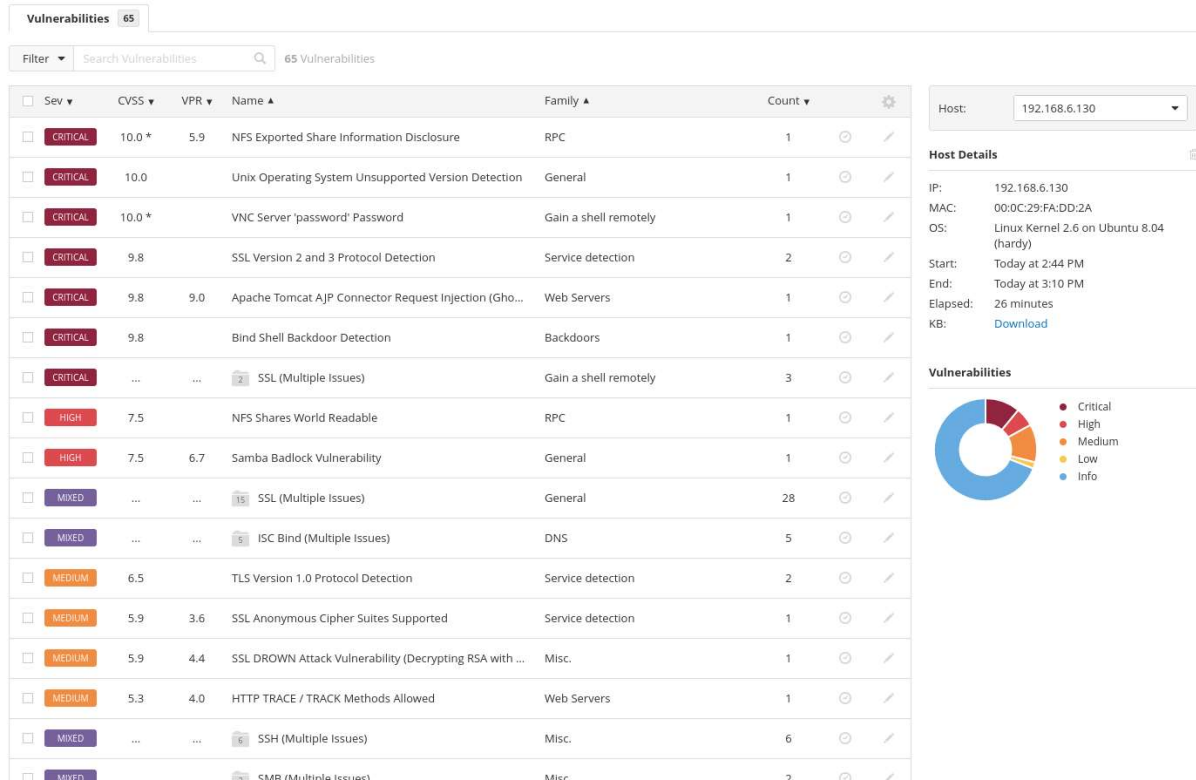 Vulnerabilities 65
Filter Search Vulnerabilities 65 Vulnerabilities
Sev CVSS VPR Name Family Count
CRITICAL 10.0 * 5.9 NFS Exported Share Information Disclosure RPC 1
CRITICAL 10.0 Unix Operating System Unsupported Version Detection General 1
CRITICAL 10.0 * VNC Server 'password' Password Gain a shell remotely 1
CRITICAL 9.8 SSL Version 2 and 3 Protocol Detection Service detection 2
CRITICAL 9.8 9.0 Apache Tomcat AJP Connector Request Injection (Gho... Web Servers 1
CRITICAL 9.8 Bind Shell Backdoor Detection Backdoors 1
CRITICAL ... ... 2 SSL (Multiple Issues) Gain a shell remotely 3
HIGH 7.5 NFS Shares World Readable RPC 1
HIGH 7.5 6.7 Samba Badlock Vulnerability General 1
MIXED ... ... 15 SSL (Multiple Issues) General 28
MIXED ... ... 5 ISC Bind (Multiple Issues) DNS 5
MEDIUM 6.5 TLS Version 1.0 Protocol Detection Service detection 2
MEDIUM 5.9 3.6 SSL Anonymous Cipher Suites Supported Service detection 1
MEDIUM 5.9 4.4 SSL DROWN Attack Vulnerability (Decrypting RSA with ... Misc. 1
MEDIUM 5.3 4.0 HTTP TRACE / TRACK Methods Allowed Web Servers 1
MIXED ... ... 6 SSH (Multiple Issues) Misc. 6
MIXED ... ... 2 SMB (Multiple Issues) Misc. 2
Host: 192.168.6.130
Host Details
IP: 192.168.6.130
MAC: 00:0C:29:FA:DD:2A
OS: Linux Kernel 2.6 on Ubuntu 8.04
(hardy)
Start: Today at 2:44 PM
End: Today at 3:10 PM
Elapsed: 26 minutes
KB: Download
Vulnerabilities
Critical
High
Medium
Low
Info